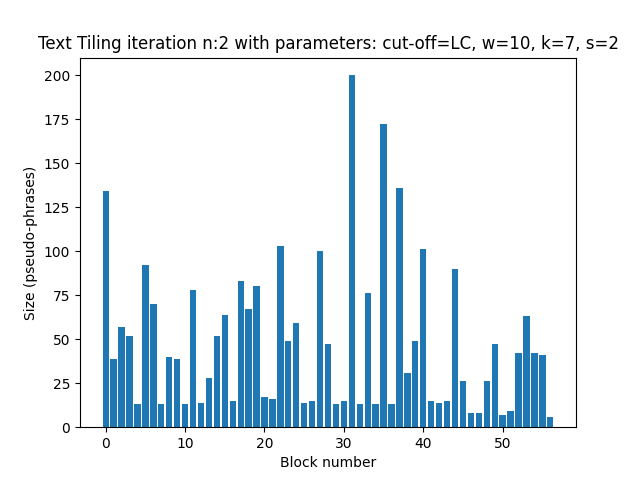 Text Tiling iteration n:2 with parameters: cut-off=LC, w=10, k=7, s=2
200
175
150
125
100
75
50
25
0
Size (pseudo-phrases)
0 10 20 30 40 50
Block number